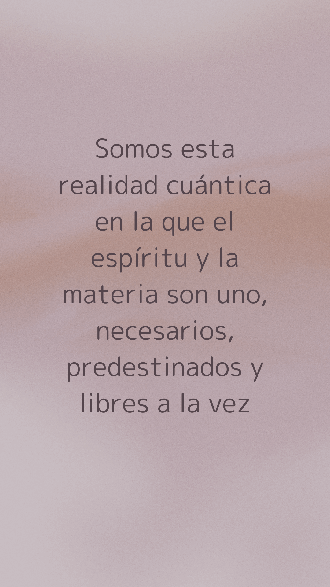 Somos esta
realidad cuántica
en la que el
espíritu y la
materia son uno,
necesarios,
predestinados y
libres a la vez